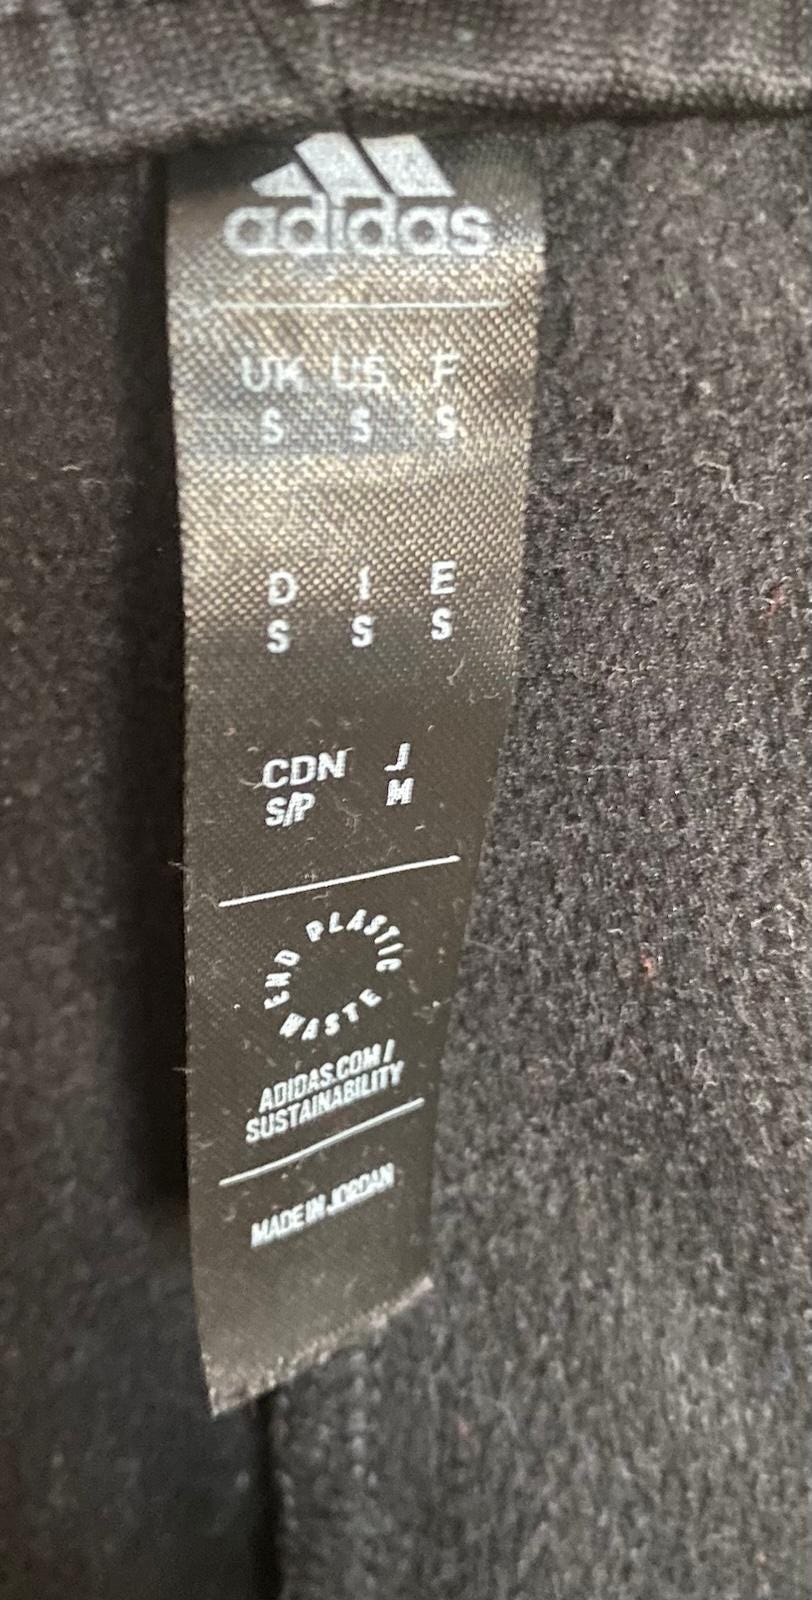 adidas
UK US F
S S S
D I E
S S S
CDN J
S/P M
END PLASTIC WASTE
ADIDAS.COM/
SUSTAINABILITY
MADE IN JORDAN